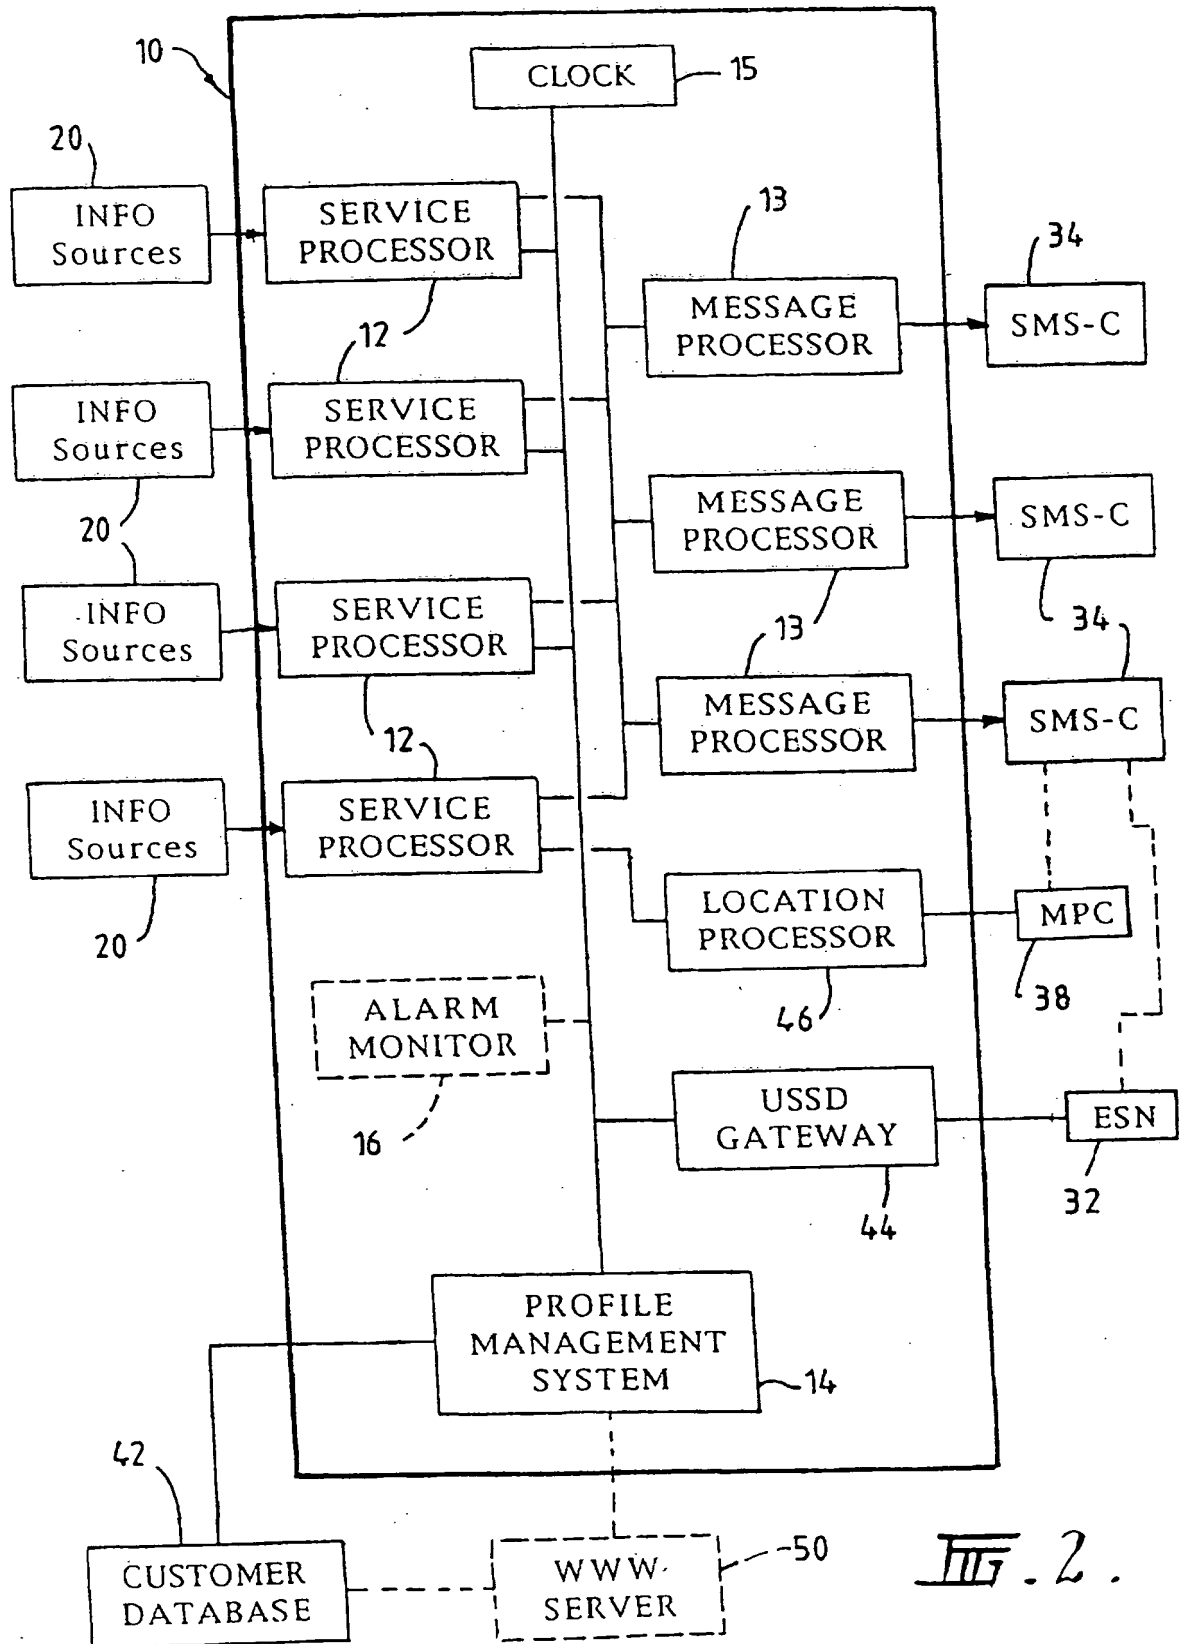 10
CLOCK
15
20
INFO
Sources
SERVICE
PROCESSOR
13
34
12
MESSAGE
PROCESSOR
SMS-C
INFO
Sources
SERVICE
PROCESSOR
20
MESSAGE
PROCESSOR
SMS-C
INFO
Sources
SERVICE
PROCESSOR
13
34
12
MESSAGE
PROCESSOR
SMS-C
INFO
Sources
SERVICE
PROCESSOR
20
LOCATION
PROCESSOR
MPC
46
38
ALARM
MONITOR
16
USSD
GATEWAY
ESN
44
32
PROFILE
MANAGEMENT
SYSTEM
14
42
CUSTOMER
DATABASE
WWW
SERVER
50
FIG. 2.